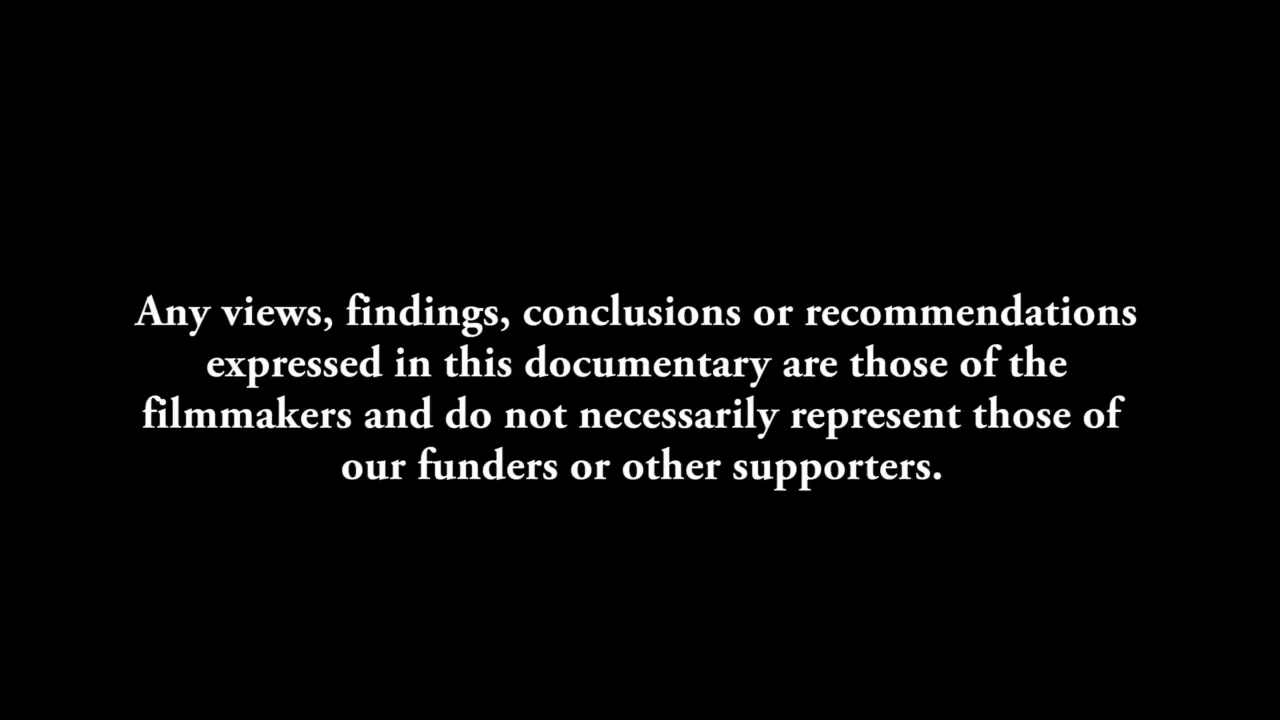 Any views, findings, conclusions or recommendations
expressed in this documentary are those of the
filmmakers and do not necessarily represent those of
our funders or other supporters.